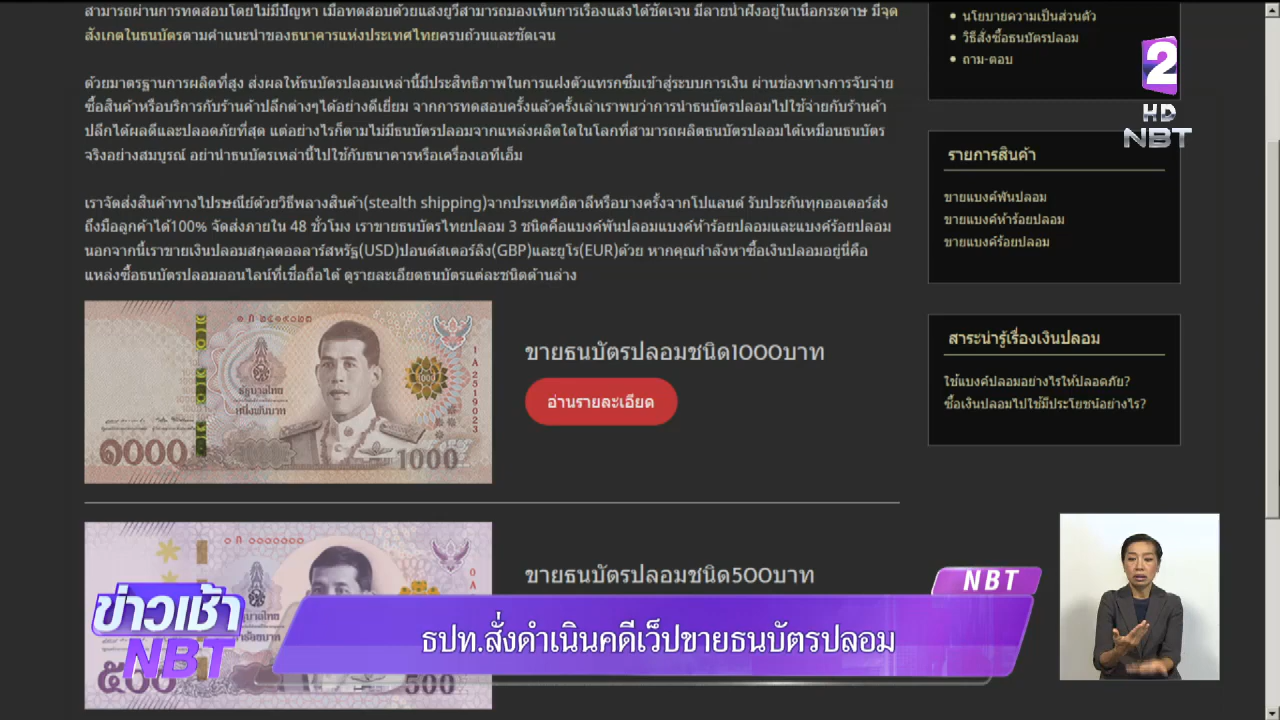 สามารถผ่านการทดสอบโดยไม่มีปัญหา เมื่อทดสอบด้วยแสงยูวีสามารถมองเห็นการเรืองแสงได้ชัดเจน มีลายน้ำฝังอยู่ในเนื้อกระดาษ มีจุด
สังเกตในธนบัตรตามคำแนะนำของธนาคารแห่งประเทศไทยครบถ้วนและชัดเจน
ด้วยมาตรฐานการผลิตที่สูง ส่งผลให้ธนบัตรปลอมเหล่านี้มีประสิทธิภาพในการแฝงตัวแทรกซึมเข้าสู่ระบบการเงิน ผ่านช่องทางการจับจ่าย
ซื้อสินค้าหรือบริการกับร้านค้าปลีกต่างๆได้อย่างดีเยี่ยม จากการทดสอบครั้งแล้วครั้งเล่าเราพบว่าการนำธนบัตรปลอมไปใช้จ่ายกับร้านค้า
ปลีกได้ผลดีและปลอดภัยที่สุด แต่อย่างไรก็ตามไม่มีธนบัตรปลอมจากแหล่งผลิตใดในโลกที่สามารถผลิตธนบัตรปลอมได้เหมือนธนบัตร
จริงอย่างสมบูรณ์ อย่านำธนบัตรเหล่านี้ไปใช้กับธนาคารหรือเครื่องเอทีเอ็ม
เราจัดส่งสินค้าทางไปรษณีย์ด้วยวิธีพลางสินค้า(stealth shipping)จากประเทศอิตาลีหรือบางครั้งจากโปแลนด์ รับประกันทุกออเดอร์ส่ง
ถึงมือลูกค้าได้100% จัดส่งภายใน 48 ชั่วโมง เราขายธนบัตรไทยปลอม 3 ชนิดคือแบงค์พันปลอมแบงค์ห้าร้อยปลอมและแบงค์ร้อยปลอม
นอกจากนี้เราขายเงินปลอมสกุลดอลลาร์สหรัฐ(USD)ปอนด์สเตอร์ลิง(GBP)และยูโร(EUR)ด้วย หากคุณกำลังหาซื้อเงินปลอมอยู่นี่คือ
แหล่งซื้อธนบัตรปลอมออนไลน์ที่เชื่อถือได้ ดูรายละเอียดธนบัตรแต่ละชนิดด้านล่าง
นโยบายความเป็นส่วนตัว
วิธีสั่งซื้อธนบัตรปลอม
ถาม-ตอบ
2
HD
NBT
รายการสินค้า
ขายแบงค์พันปลอม
ขายแบงค์ห้าร้อยปลอม
ขายแบงค์ร้อยปลอม
สาระน่ารู้เรื่องเงินปลอม
ใช้แบงค์ปลอมอย่างไรให้ปลอดภัย?
ซื้อเงินปลอมไปใช้มีประโยชน์อย่างไร?
๑ ก ๒๕๑๙๐๒๓
รัฐบาลไทย
หนึ่งพันบาท
1A2519023
1000
๑๐๐๐
1000
ขายธนบัตรปลอมชนิด1000บาท
อ่านรายละเอียด
๐ ก ๐๐๐๐๐๐๐
0A
๕๐๐
500
ขายธนบัตรปลอมชนิด500บาท
ข่าวเช้า
NBT
NBT
ธปท.สั่งดำเนินคดีเว็ปขายธนบัตรปลอม